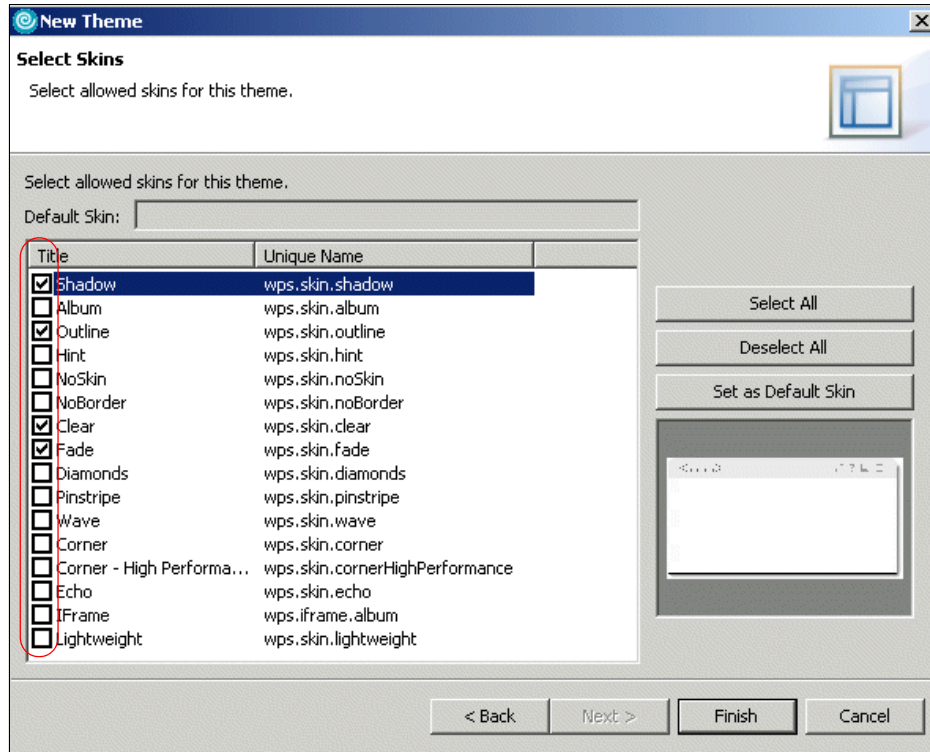 New Theme
Select Skins
Select allowed skins for this theme.
Select allowed skins for this theme.
Default Skin:
Title Unique Name
Shadow wps.skin.shadow
Album wps.skin.album
Outline wps.skin.outline
Hint wps.skin.hint
NoSkin wps.skin.noSkin
NoBorder wps.skin.noBorder
Clear wps.skin.clear
Fade wps.skin.fade
Diamonds wps.skin.diamonds
Pinstripe wps.skin.pinstripe
Wave wps.skin.wave
Corner wps.skin.corner
Corner - High Performa... wps.skin.cornerHighPerformance
Echo wps.skin.echo
IFrame wps.iframe.album
Lightweight wps.skin.lightweight
Select All
Deselect All
Set as Default Skin
< Back Next > Finish Cancel